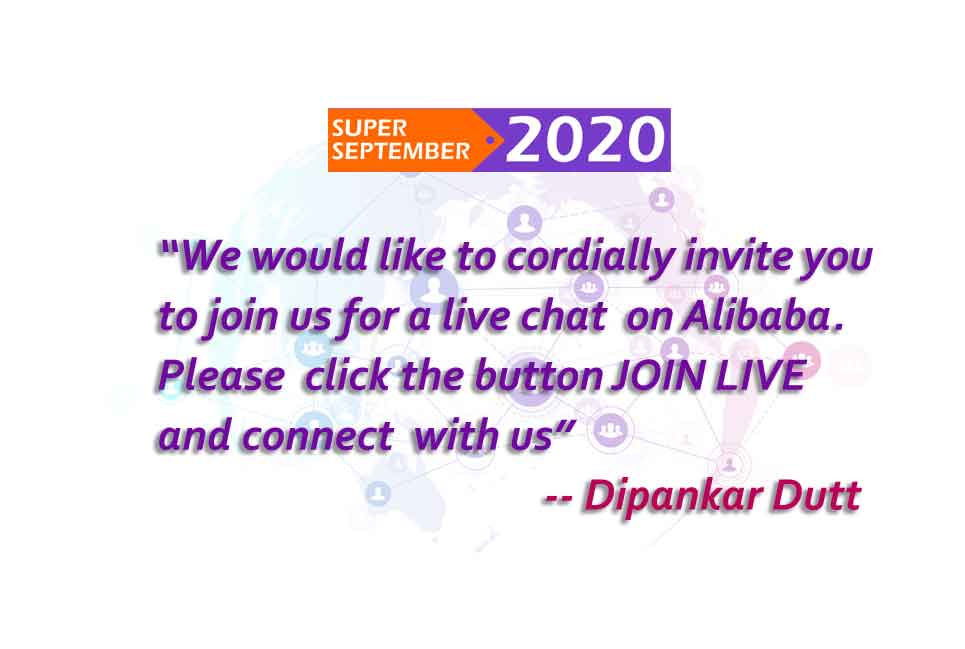 SUPER
SEPTEMBER
2020
“We would like to cordially invite you
to join us for a live chat on Alibaba.
Please click the button JOIN LIVE
and connect with us”
-- Dipankar Dutt